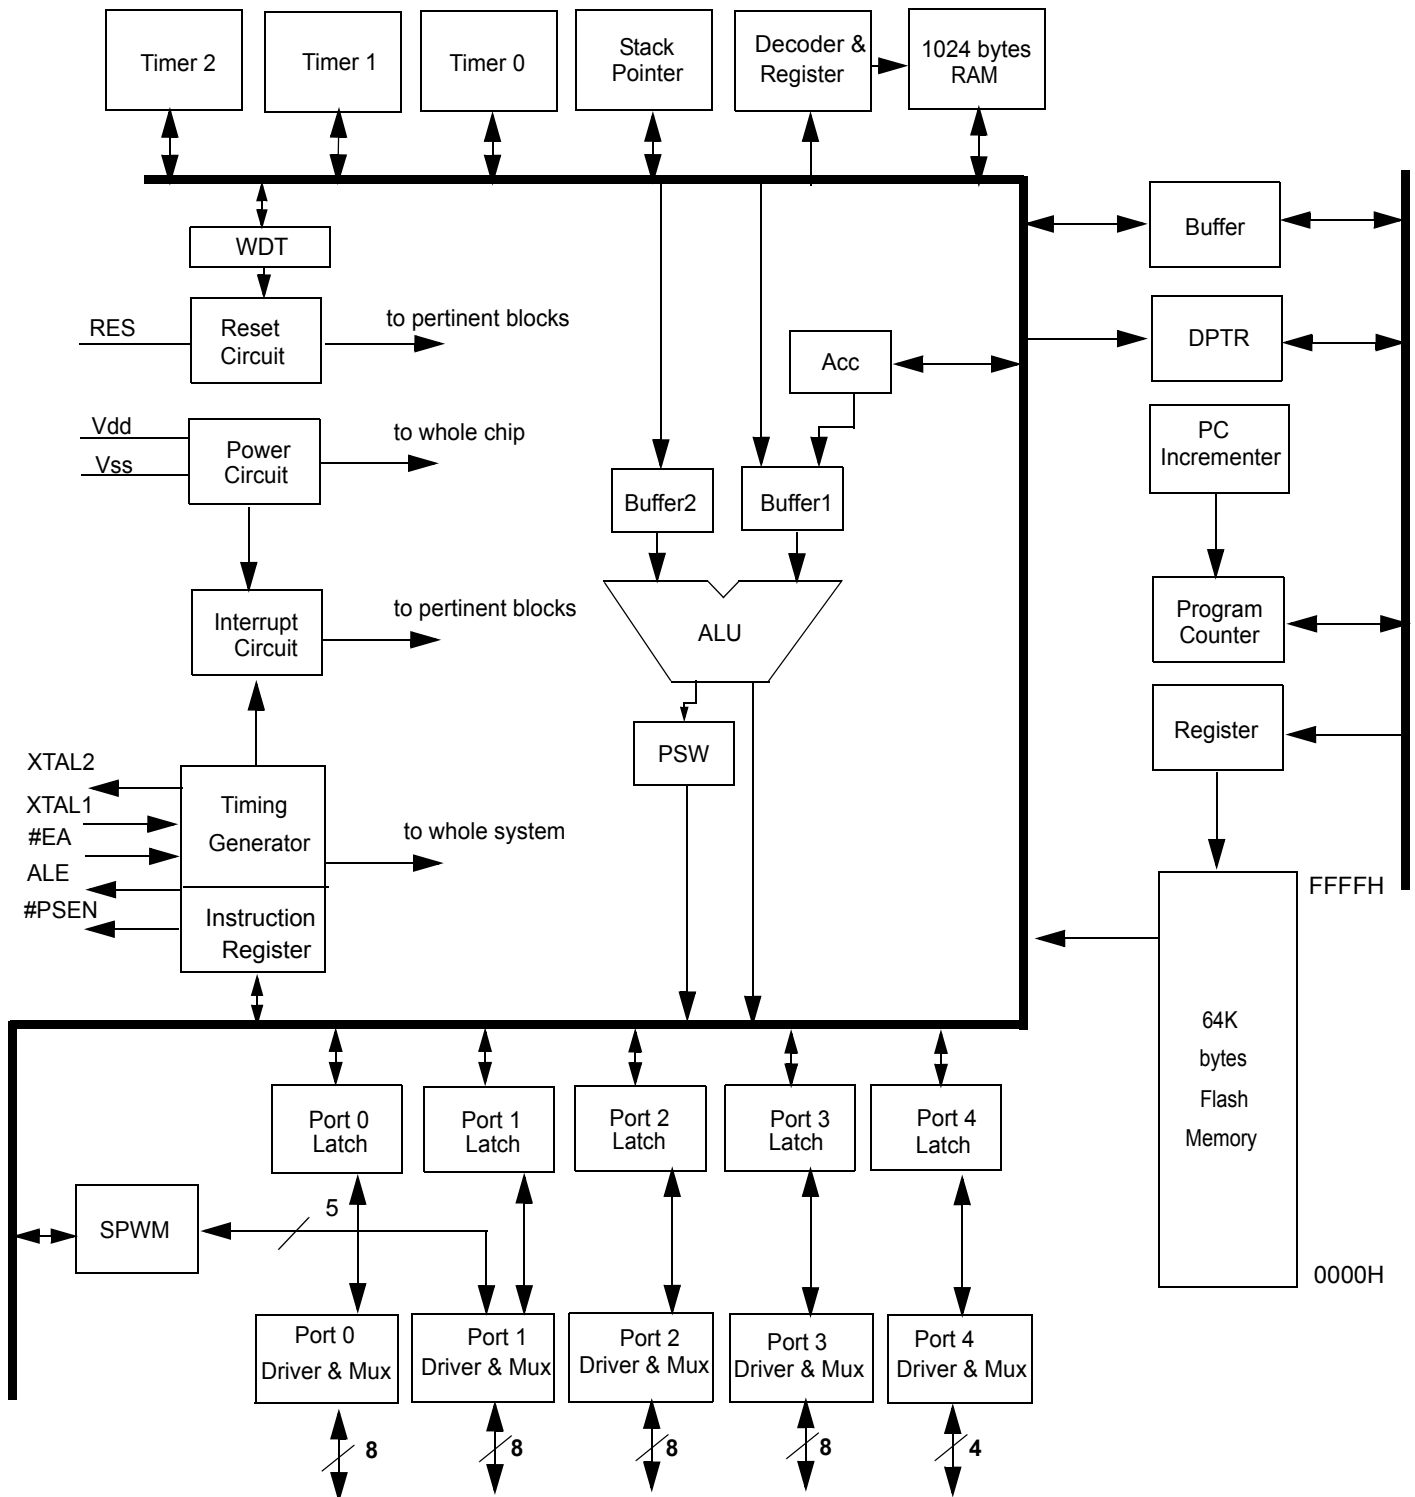 Timer 2
Timer 1
Timer 0
Stack
Pointer
Decoder &
Register
1024 bytes
RAM
WDT
Buffer
RES
Reset
Circuit
to pertinent blocks
DPTR
Acc
Vdd
Vss
Power
Circuit
to whole chip
PC
Incrementer
Buffer2
Buffer1
Interrupt
Circuit
to pertinent blocks
ALU
Program
Counter
PSW
Register
XTAL2
XTAL1
#EA
ALE
#PSEN
Timing
Generator
to whole system
Instruction
Register
FFFFH
64K
bytes
Flash
Memory
0000H
Port 0
Latch
Port 1
Latch
Port 2
Latch
Port 3
Latch
Port 4
Latch
SPWM
5
Port 0
Driver & Mux
Port 1
Driver & Mux
Port 2
Driver & Mux
Port 3
Driver & Mux
Port 4
Driver & Mux
8
8
8
8
4